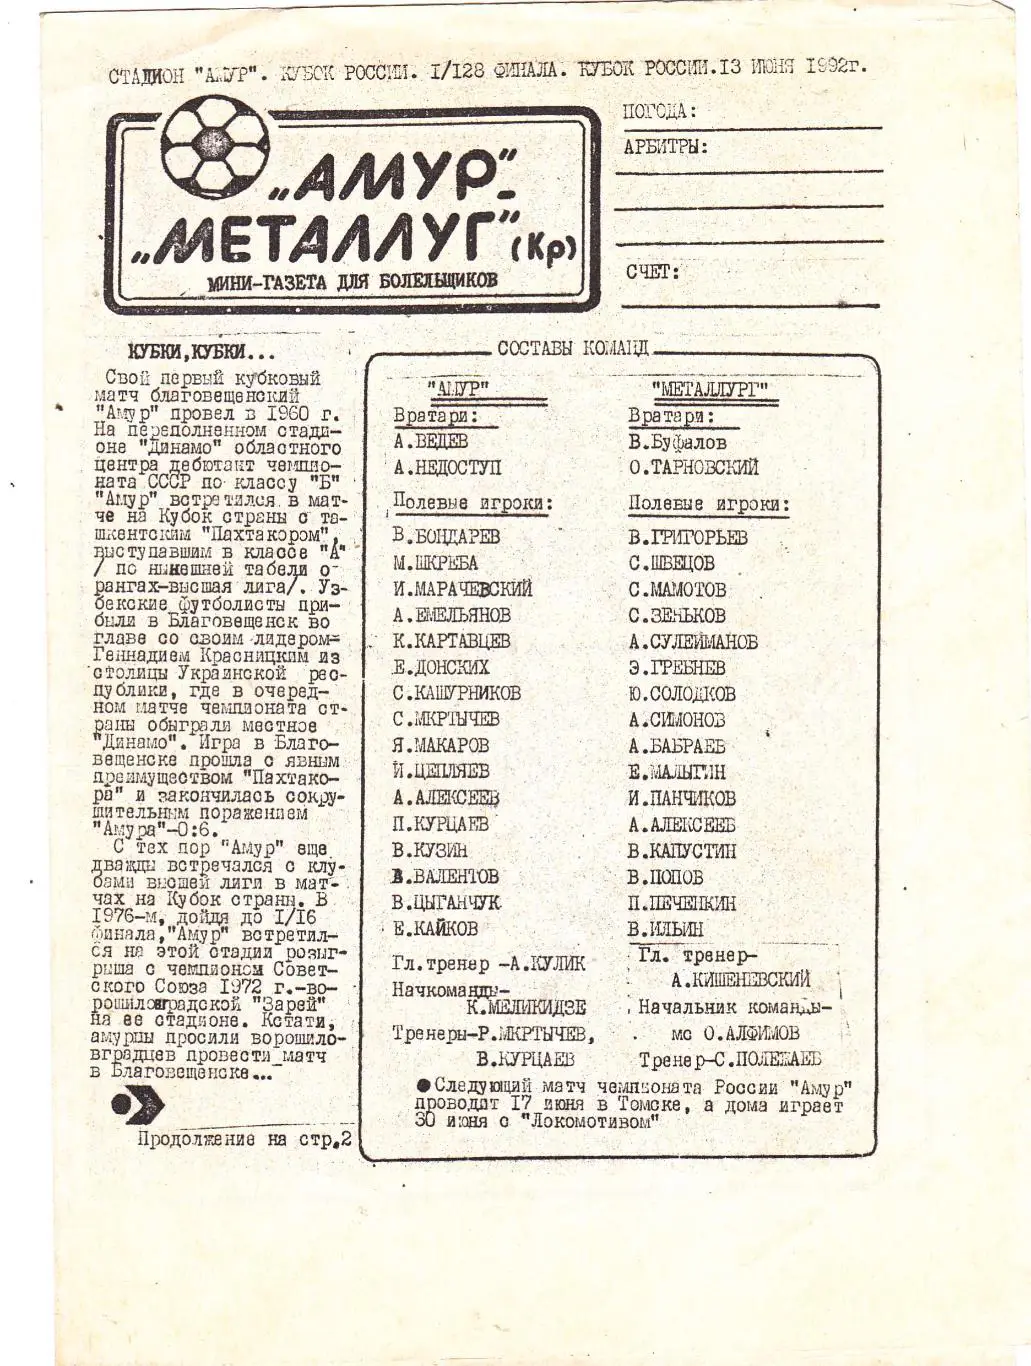 СТАДИОН "АМУР". КУБОК РОССИИ. I/128 ФИНАЛА. КУБОК РОССИИ.13 ИЮНЯ 1992г.
„АМУР"-
„МЕТАЛЛУГ" (Кр)
МИНИ-ГАЗЕТА ДЛЯ БОЛЕЛЬЩИКОВ
ПОГОДА:
АРБИТРЫ:
СЧЕТ:
КУБКИ,КУБКИ...
Свой первый кубковый
матч благовещенский
"Амур" провел в 1960 г.
На переполненном стади-
оне "Динамо" областного
центра дебютант чемпио-
ната СССР по классу "Б"
"Амур" встретился в мат-
че на Кубок страны с та-
шкентским "Пахтакором",
выступавшим в классе "А"
/ по нынешней табели о
рангах-высшая лига/. Уз-
бекские футболисты при-
были в Благовещенск во
главе со своим лидером-
Геннадием Красницким из
столицы Украинской рес-
публики, где в очеред-
ном матче чемпионата ст-
раны обыграли местное
"Динамо". Игра в Благо-
вещенске прошла с явным
преимуществом "Пахтако-
ра" и закончилась сокру-
шительным поражением
"Амура"-0:6.
С тех пор "Амур" еще
дважды встречался с клу-
бами высшей лиги в мат-
чах на Кубок страны. В
1976-м, дойдя до I/16
финала,"Амур" встретил-
ся на этой стадии розыг-
рыша с чемпионом Совет-
ского Союза 1972 г.-во-
рошиловградской "Зарей"
на ее стадионе. Кстати,
амурцы просили ворошило-
вградцев провести матч
в Благовещенске...
Продолжение на стр.2
СОСТАВЫ КОМАНД
"АМУР"
Вратари:
А.ВЕДЕВ
А.НЕДОСТУП
Полевые игроки:
В.БОНДАРЕВ
М.ШКРЕБА
И.МАРАЧЕВСКИЙ
А.ЕМЕЛЬЯНОВ
К.КАРТАВЦЕВ
Е.ДОНСКИХ
С.КАШУРНИКОВ
С.МКРТЫЧЕВ
Я.МАКАРОВ
И.ЦЕПЛЯЕВ
А.АЛЕКСЕЕВ
П.КУРЦАЕВ
В.КУЗИН
А.ВАЛЕНТОВ
В.ЦЫГАНЧУК
Е.КАЙКОВ
Гл.тренер -А.КУЛИК
Начкоманды-
К.МЕЛИКИДЗЕ
Тренеры-Р.МКРТЫЧЕВ,
В.КУРЦАЕВ
"МЕТАЛЛУРГ"
Вратари:
В.Буфалов
О.ТАРНОВСКИЙ
Полевые игроки:
В.ГРИГОРЬЕВ
С.ШВЕЦОВ
С.МАМОТОВ
С.ЗЕНЬКОВ
А.СУЛЕЙМАНОВ
Э.ГРЕБНЕВ
Ю.СОЛОДКОВ
А.СИМОНОВ
А.БАБРАЕВ
Е.МАЛЫГИН
И.ПАНЧИКОВ
А.АЛЕКСЕЕВ
В.КАПУСТИН
В.ПОПОВ
П.ПЕЧЕНКИН
В.ИЛЬИН
Гл. тренер-
А.КИШЕНЕВСКИЙ
Начальник команды-
мс О.АЛФИМОВ
Тренер-С.ПОЛЕЖАЕВ
●Следующий матч чемпионата России "Амур"
проводит 17 июня в Томске, а дома играет
30 июня с "Локомотивом"